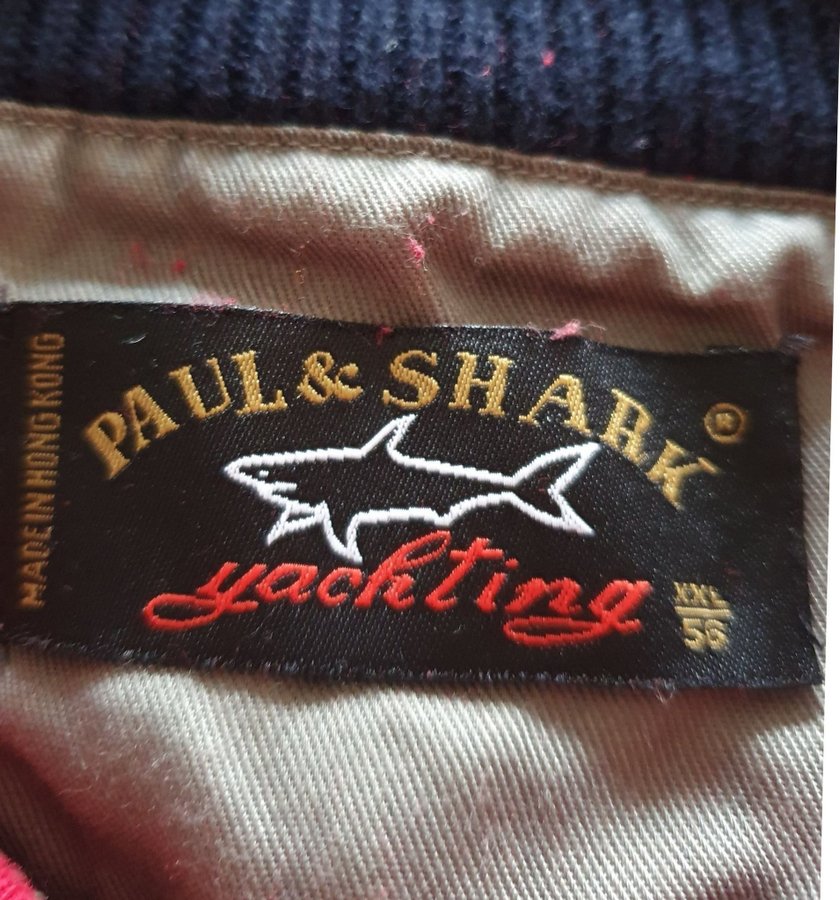 MADE IN HONG KONG
PAUL & SHARK ®
yachting
XXL
56